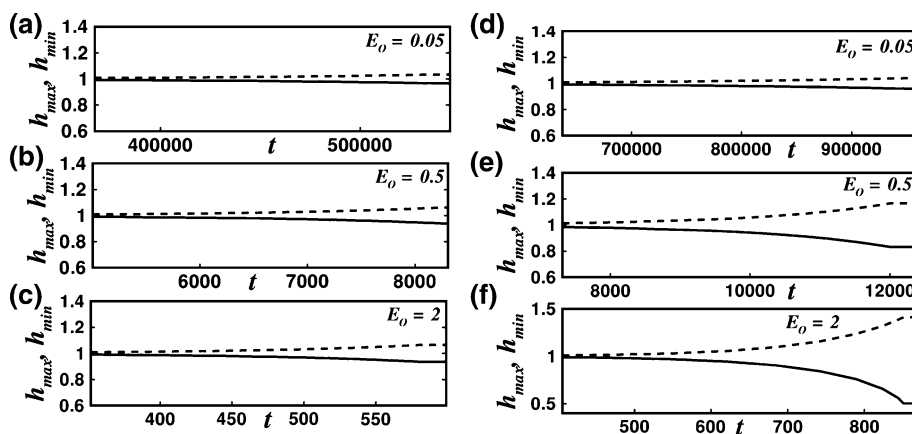 (a)
1.4
1.2
1
0.8
0.6
h_max, h_min
E_O = 0.05
400000 t 500000
(b)
1.4
1.2
1
0.8
0.6
h_max, h_min
E_O = 0.5
6000 7000 t 8000
(c)
1.4
1.2
1
0.8
0.6
h_max, h_min
E_O = 2
400 450 t 500 550
(d)
1.4
1.2
1
0.8
0.6
h_max, h_min
E_O = 0.05
700000 800000 t 900000
(e)
1.4
1.2
1
0.8
0.6
h_max, h_min
E_O = 0.5
8000 10000 t 12000
(f)
1.5
1
0.5
h_max, h_min
E_O = 2
500 600 t 700 800